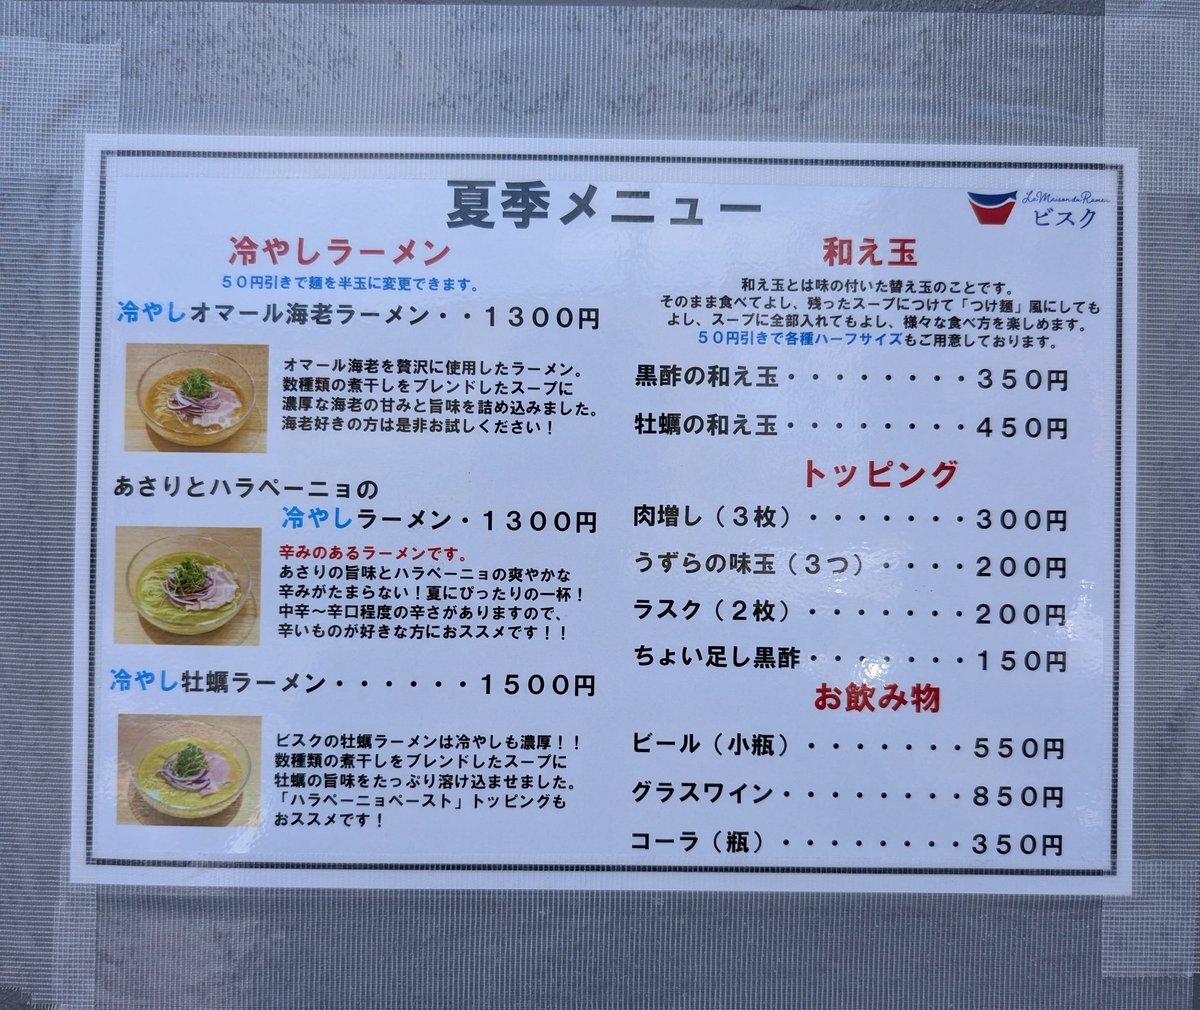 夏季メニュー
La Maison du Ramen
ビスク
冷やしラーメン
５０円引きで麺を半玉に変更できます。
冷やしオマール海老ラーメン・・１３００円
オマール海老を贅沢に使用したラーメン。
数種類の煮干しをブレンドしたスープに
濃厚な海老の甘みと旨味を詰め込みました。
海老好きの方は是非お試しください！
あさりとハラペーニョの
冷やしラーメン・１３００円
辛みのあるラーメンです。
あさりの旨味とハラペーニョの爽やかな
辛みがたまらない！夏にぴったりの一杯！
中辛～辛口程度の辛さがありますので、
辛いものが好きな方におススメです！！
冷やし牡蠣ラーメン・・・・・・１５００円
ビスクの牡蠣ラーメンは冷やしも濃厚！！
数種類の煮干しをブレンドしたスープに
牡蠣の旨味をたっぷり溶け込ませました。
「ハラペーニョペースト」トッピングも
おススメです！
和え玉
和え玉とは味の付いた替え玉のことです。
そのまま食べてよし、残ったスープにつけて「つけ麺」風にしても
よし、スープに全部入れてもよし、様々な食べ方を楽しめます。
５０円引きで各種ハーフサイズもご用意しております。
黒酢の和え玉・・・・・・・・３５０円
牡蠣の和え玉・・・・・・・・４５０円
トッピング
肉増し（３枚）・・・・・・・３００円
うずらの味玉（３つ）・・・・２００円
ラスク（２枚）・・・・・・・２００円
ちょい足し黒酢・・・・・・・１５０円
お飲み物
ビール（小瓶）・・・・・・・５５０円
グラスワイン・・・・・・・・８５０円
コーラ（瓶）・・・・・・・・３５０円